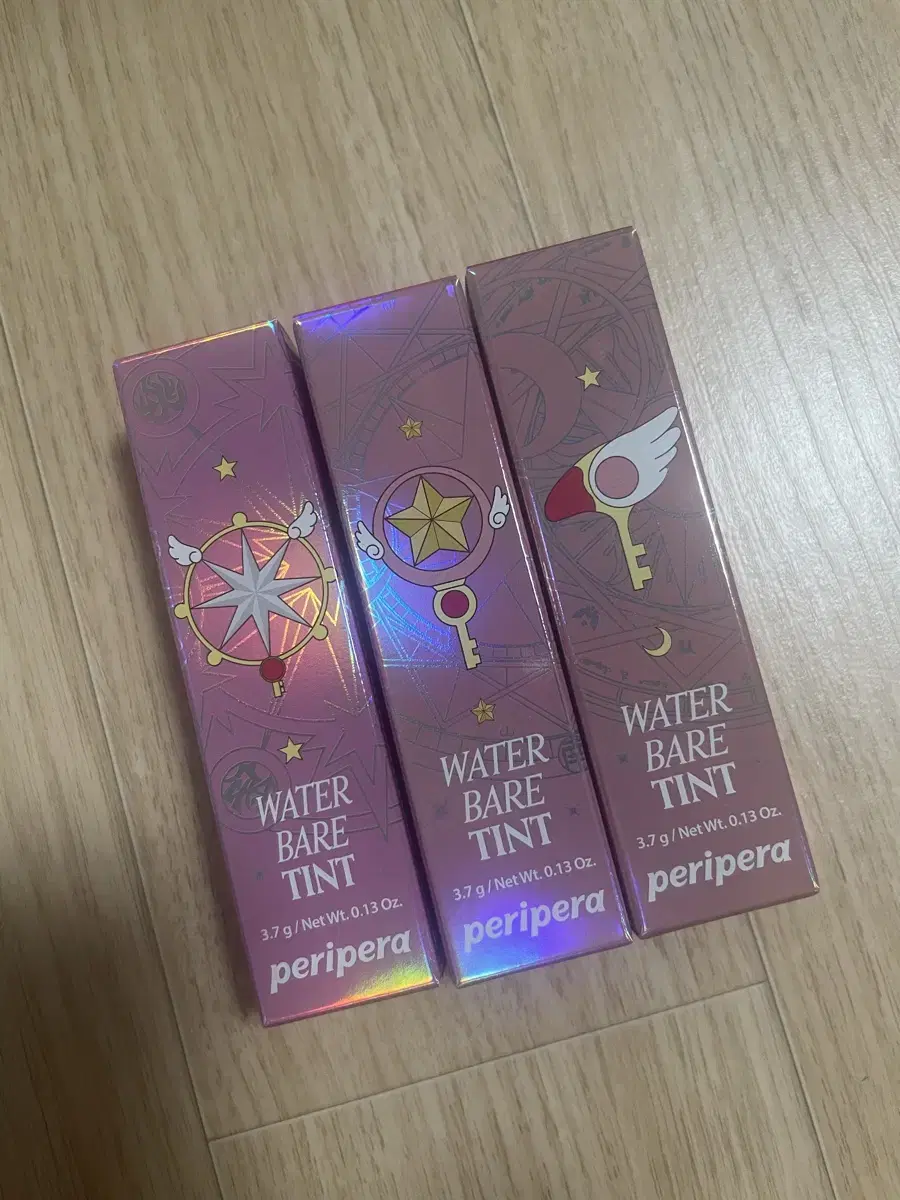 WATER
BARE
TINT
3.7 g / Net Wt. 0.13 Oz.
peripera
WATER
BARE
TINT
3.7 g / Net Wt. 0.13 Oz.
peripera
WATER
BARE
TINT
3.7 g / Net Wt. 0.13 Oz.
peripera